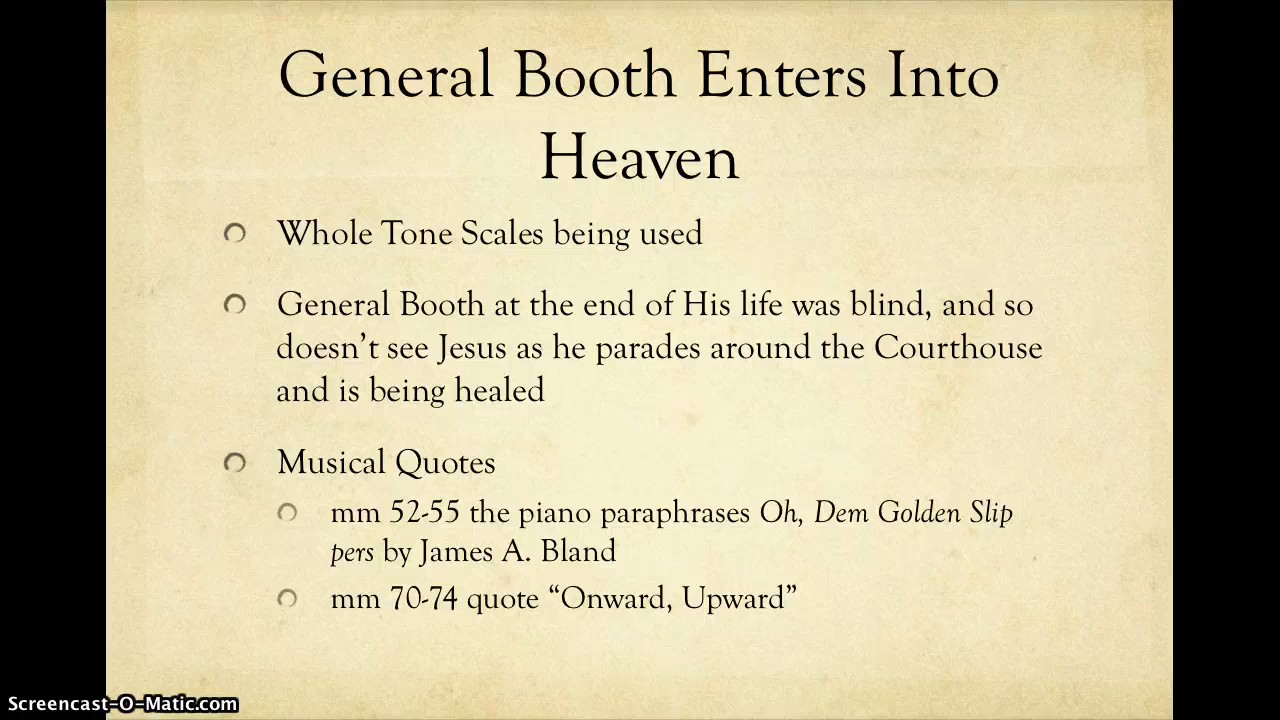 General Booth Enters Into
Heaven
Whole Tone Scales being used
General Booth at the end of His life was blind, and so
doesn't see Jesus as he parades around the Courthouse
and is being healed
Musical Quotes
mm 52-55 the piano paraphrases Oh, Dem Golden Slip
pers by James A. Bland
mm 70-74 quote “Onward, Upward”
Screencast-O-Matic.com